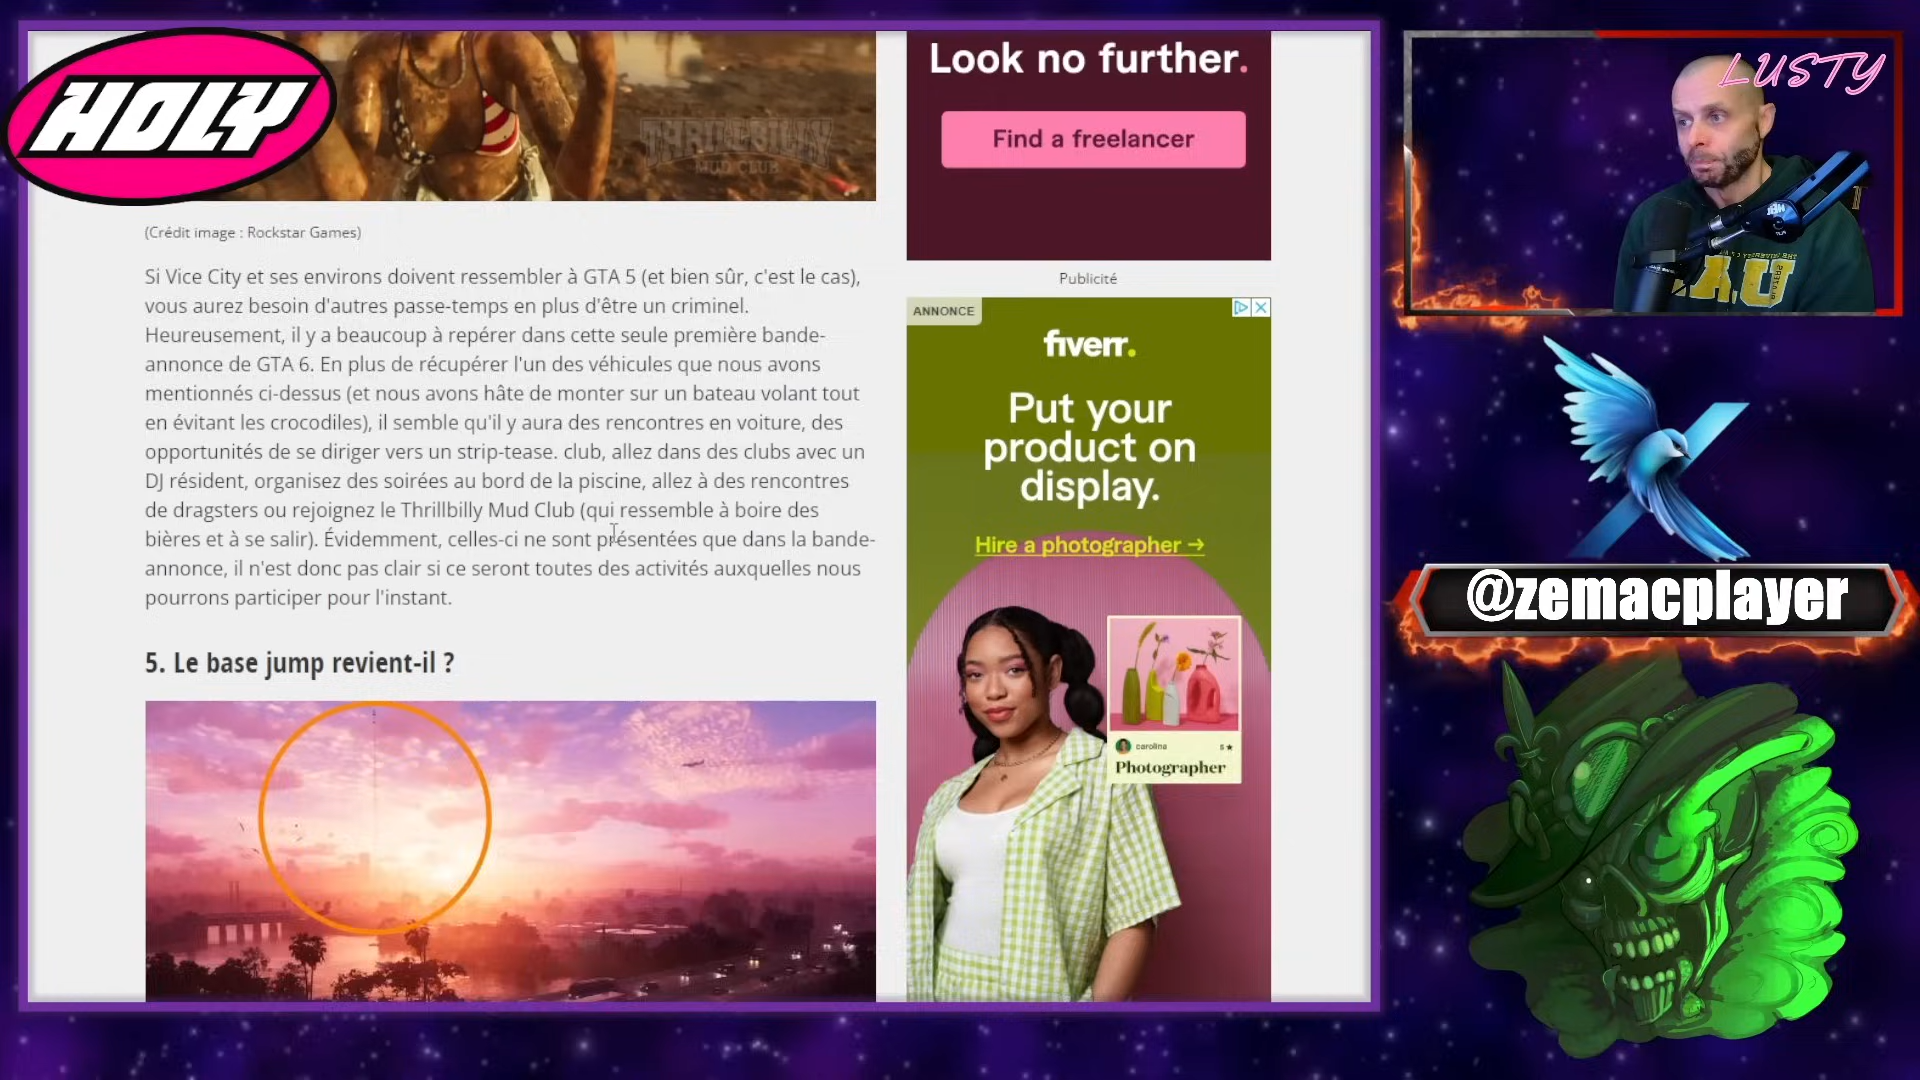 HOLY
THRILLBILLY
MUD CLUB
(Crédit image : Rockstar Games)
Si Vice City et ses environs doivent ressembler à GTA 5 (et bien sûr, c'est le cas),
vous aurez besoin d'autres passe-temps en plus d'être un criminel.
Heureusement, il y a beaucoup à repérer dans cette seule première bande-
annonce de GTA 6. En plus de récupérer l'un des véhicules que nous avons
mentionnés ci-dessus (et nous avons hâte de monter sur un bateau volant tout
en évitant les crocodiles), il semble qu'il y aura des rencontres en voiture, des
opportunités de se diriger vers un strip-tease. club, allez dans des clubs avec un
DJ résident, organisez des soirées au bord de la piscine, allez à des rencontres
de dragsters ou rejoignez le Thrillbilly Mud Club (qui ressemble à boire des
bières et à se salir). Évidemment, celles-ci ne sont présentées que dans la bande-
annonce, il n'est donc pas clair si ce seront toutes des activités auxquelles nous
pourrons participer pour l'instant.
5. Le base jump revient-il ?
Look no further.
Find a freelancer
Publicité
ANNONCE
fiverr.
Put your
product on
display.
Hire a photographer →
carolina 5★
Photographer
LUSTY
@zemacplayer